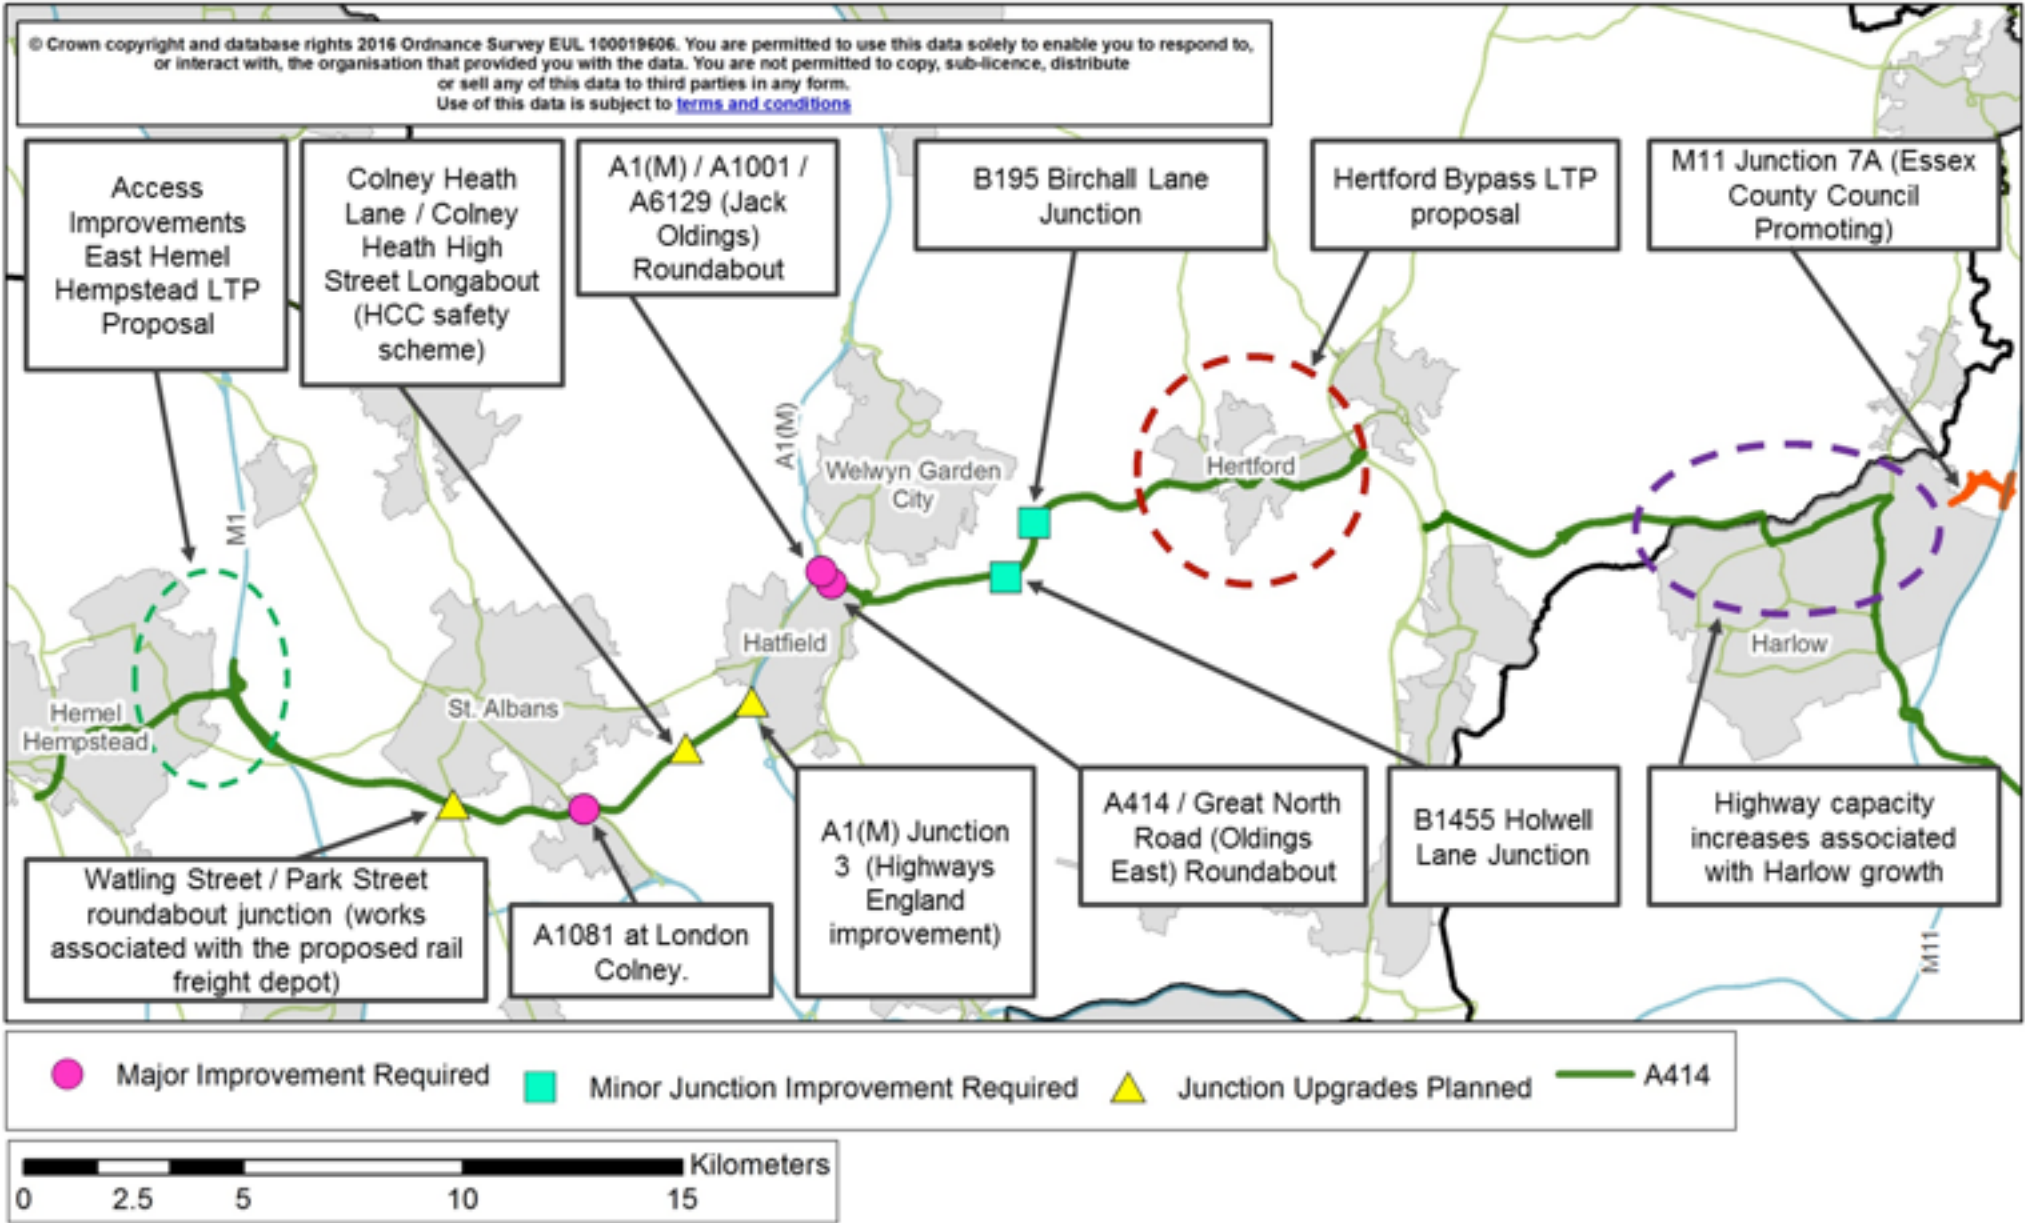 © Crown copyright and database rights 2016 Ordnance Survey EUL 100019606. You are permitted to use this data solely to enable you to respond to,
or interact with, the organisation that provided you with the data. You are not permitted to copy, sub-licence, distribute
or sell any of this data to third parties in any form.
Use of this data is subject to terms and conditions
Access
Improvements
East Hemel
Hempstead LTP
Proposal
Colney Heath
Lane / Colney
Heath High
Street Longabout
(HCC safety
scheme)
A1(M) / A1001 /
A6129 (Jack
Oldings)
Roundabout
B195 Birchall Lane
Junction
Hertford Bypass LTP
proposal
M11 Junction 7A (Essex
County Council
Promoting)
A1(M)
M1
Welwyn Garden
City
Hertford
Hatfield
Harlow
St. Albans
Hemel
Hempstead
M11
Watling Street / Park Street
roundabout junction (works
associated with the proposed rail
freight depot)
A1081 at London
Colney.
A1(M) Junction
3 (Highways
England
improvement)
A414 / Great North
Road (Oldings
East) Roundabout
B1455 Holwell
Lane Junction
Highway capacity
increases associated
with Harlow growth
Major Improvement Required
Minor Junction Improvement Required
Junction Upgrades Planned
A414
Kilometers
0 2.5 5 10 15